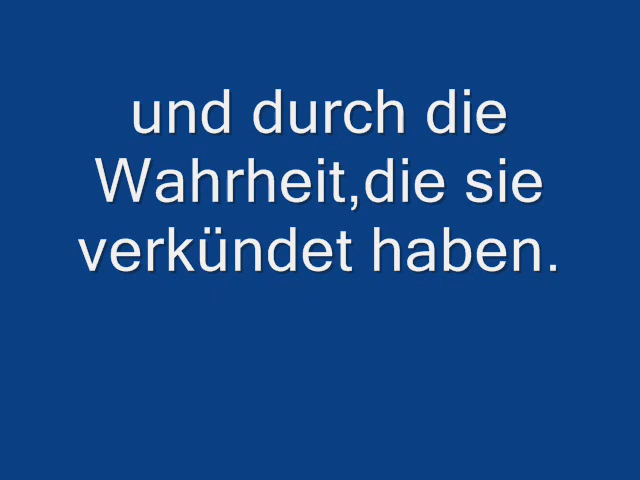 und durch die
Wahrheit,die sie
verkündet haben.